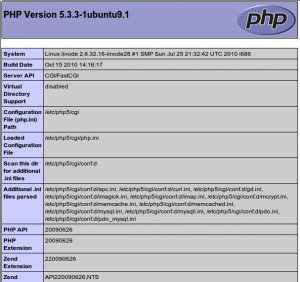 PHP Version 5.3.3-1ubuntu9.1
php
System Linux linode 2.6.32.16-linode28 #1 SMP Sun Jul 25 21:32:42 UTC 2010 i686
Build Date Oct 15 2010 14:16:17
Server API CGI/FastCGI
Virtual
Directory
Support
disabled
Configuration
File (php.ini)
Path
/etc/php5/cgi
Loaded
Configuration
File
/etc/php5/cgi/php.ini
Scan this dir
for additional
.ini files
/etc/php5/cgi/conf.d
Additional .ini
files parsed
/etc/php5/cgi/conf.d/apc.ini, /etc/php5/cgi/conf.d/curl.ini, /etc/php5/cgi/conf.d/gd.ini,
/etc/php5/cgi/conf.d/magick.ini, /etc/php5/cgi/conf.d/imap.ini, /etc/php5/cgi/conf.d/mcrypt.ini,
/etc/php5/cgi/conf.d/memcache.ini, /etc/php5/cgi/conf.d/memcached.ini,
/etc/php5/cgi/conf.d/mysql.ini, /etc/php5/cgi/conf.d/mysqli.ini, /etc/php5/cgi/conf.d/pdo.ini,
/etc/php5/cgi/conf.d/pdo_mysql.ini
PHP API 20090626
PHP
Extension
20090626
Zend
Extension
220090626
Zend API220090626,NTS